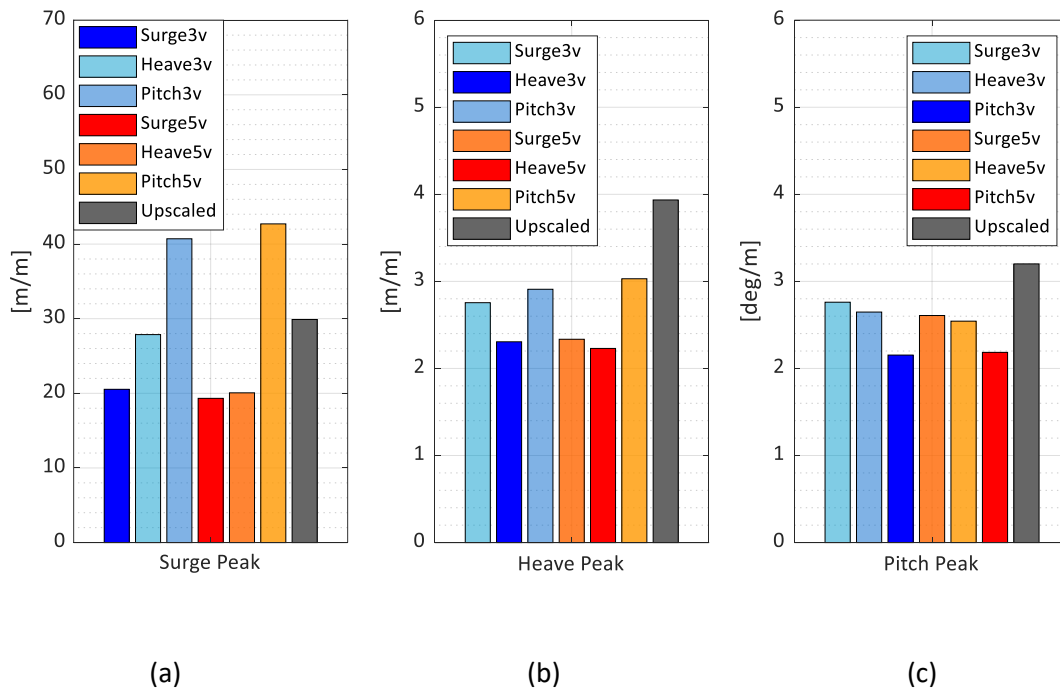 70
60
50
40
30
20
10
0
[m/m]
Surge3v
Heave3v
Pitch3v
Surge5v
Heave5v
Pitch5v
Upscaled
Surge Peak
(a)
6
5
4
3
2
1
0
[m/m]
Surge3v
Heave3v
Pitch3v
Surge5v
Heave5v
Pitch5v
Upscaled
Heave Peak
(b)
6
5
4
3
2
1
0
[deg/m]
Surge3v
Heave3v
Pitch3v
Surge5v
Heave5v
Pitch5v
Upscaled
Pitch Peak
(c)